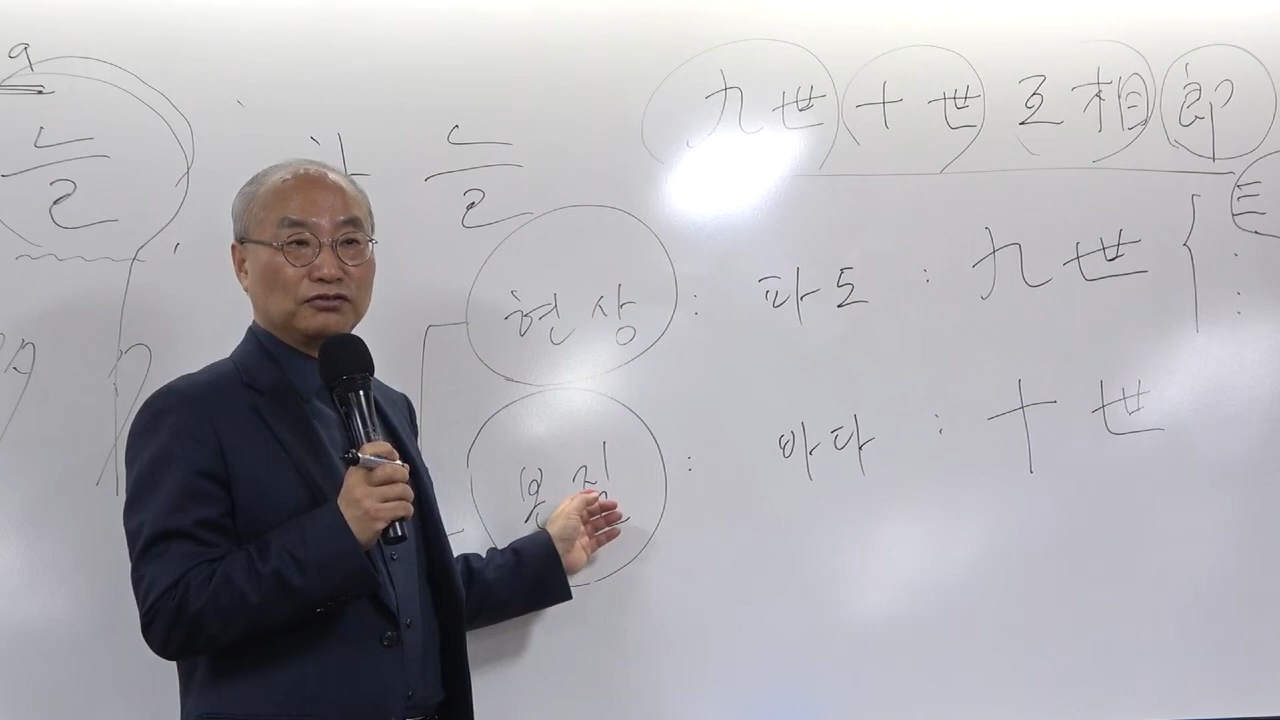 九世十世互相即
늘 늘
三
현상 : 파도 : 九世
본질 : 바다 : 十世